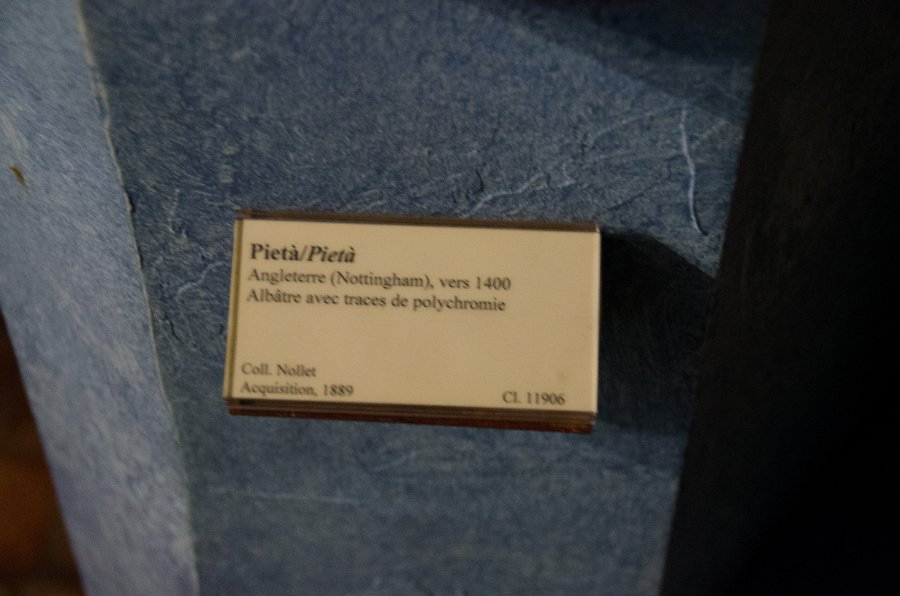 Pietà/Pietà
Angleterre (Nottingham), vers 1400
Albâtre avec traces de polychromie
Coll. Nollet
Acquisition, 1889
Cl. 11906